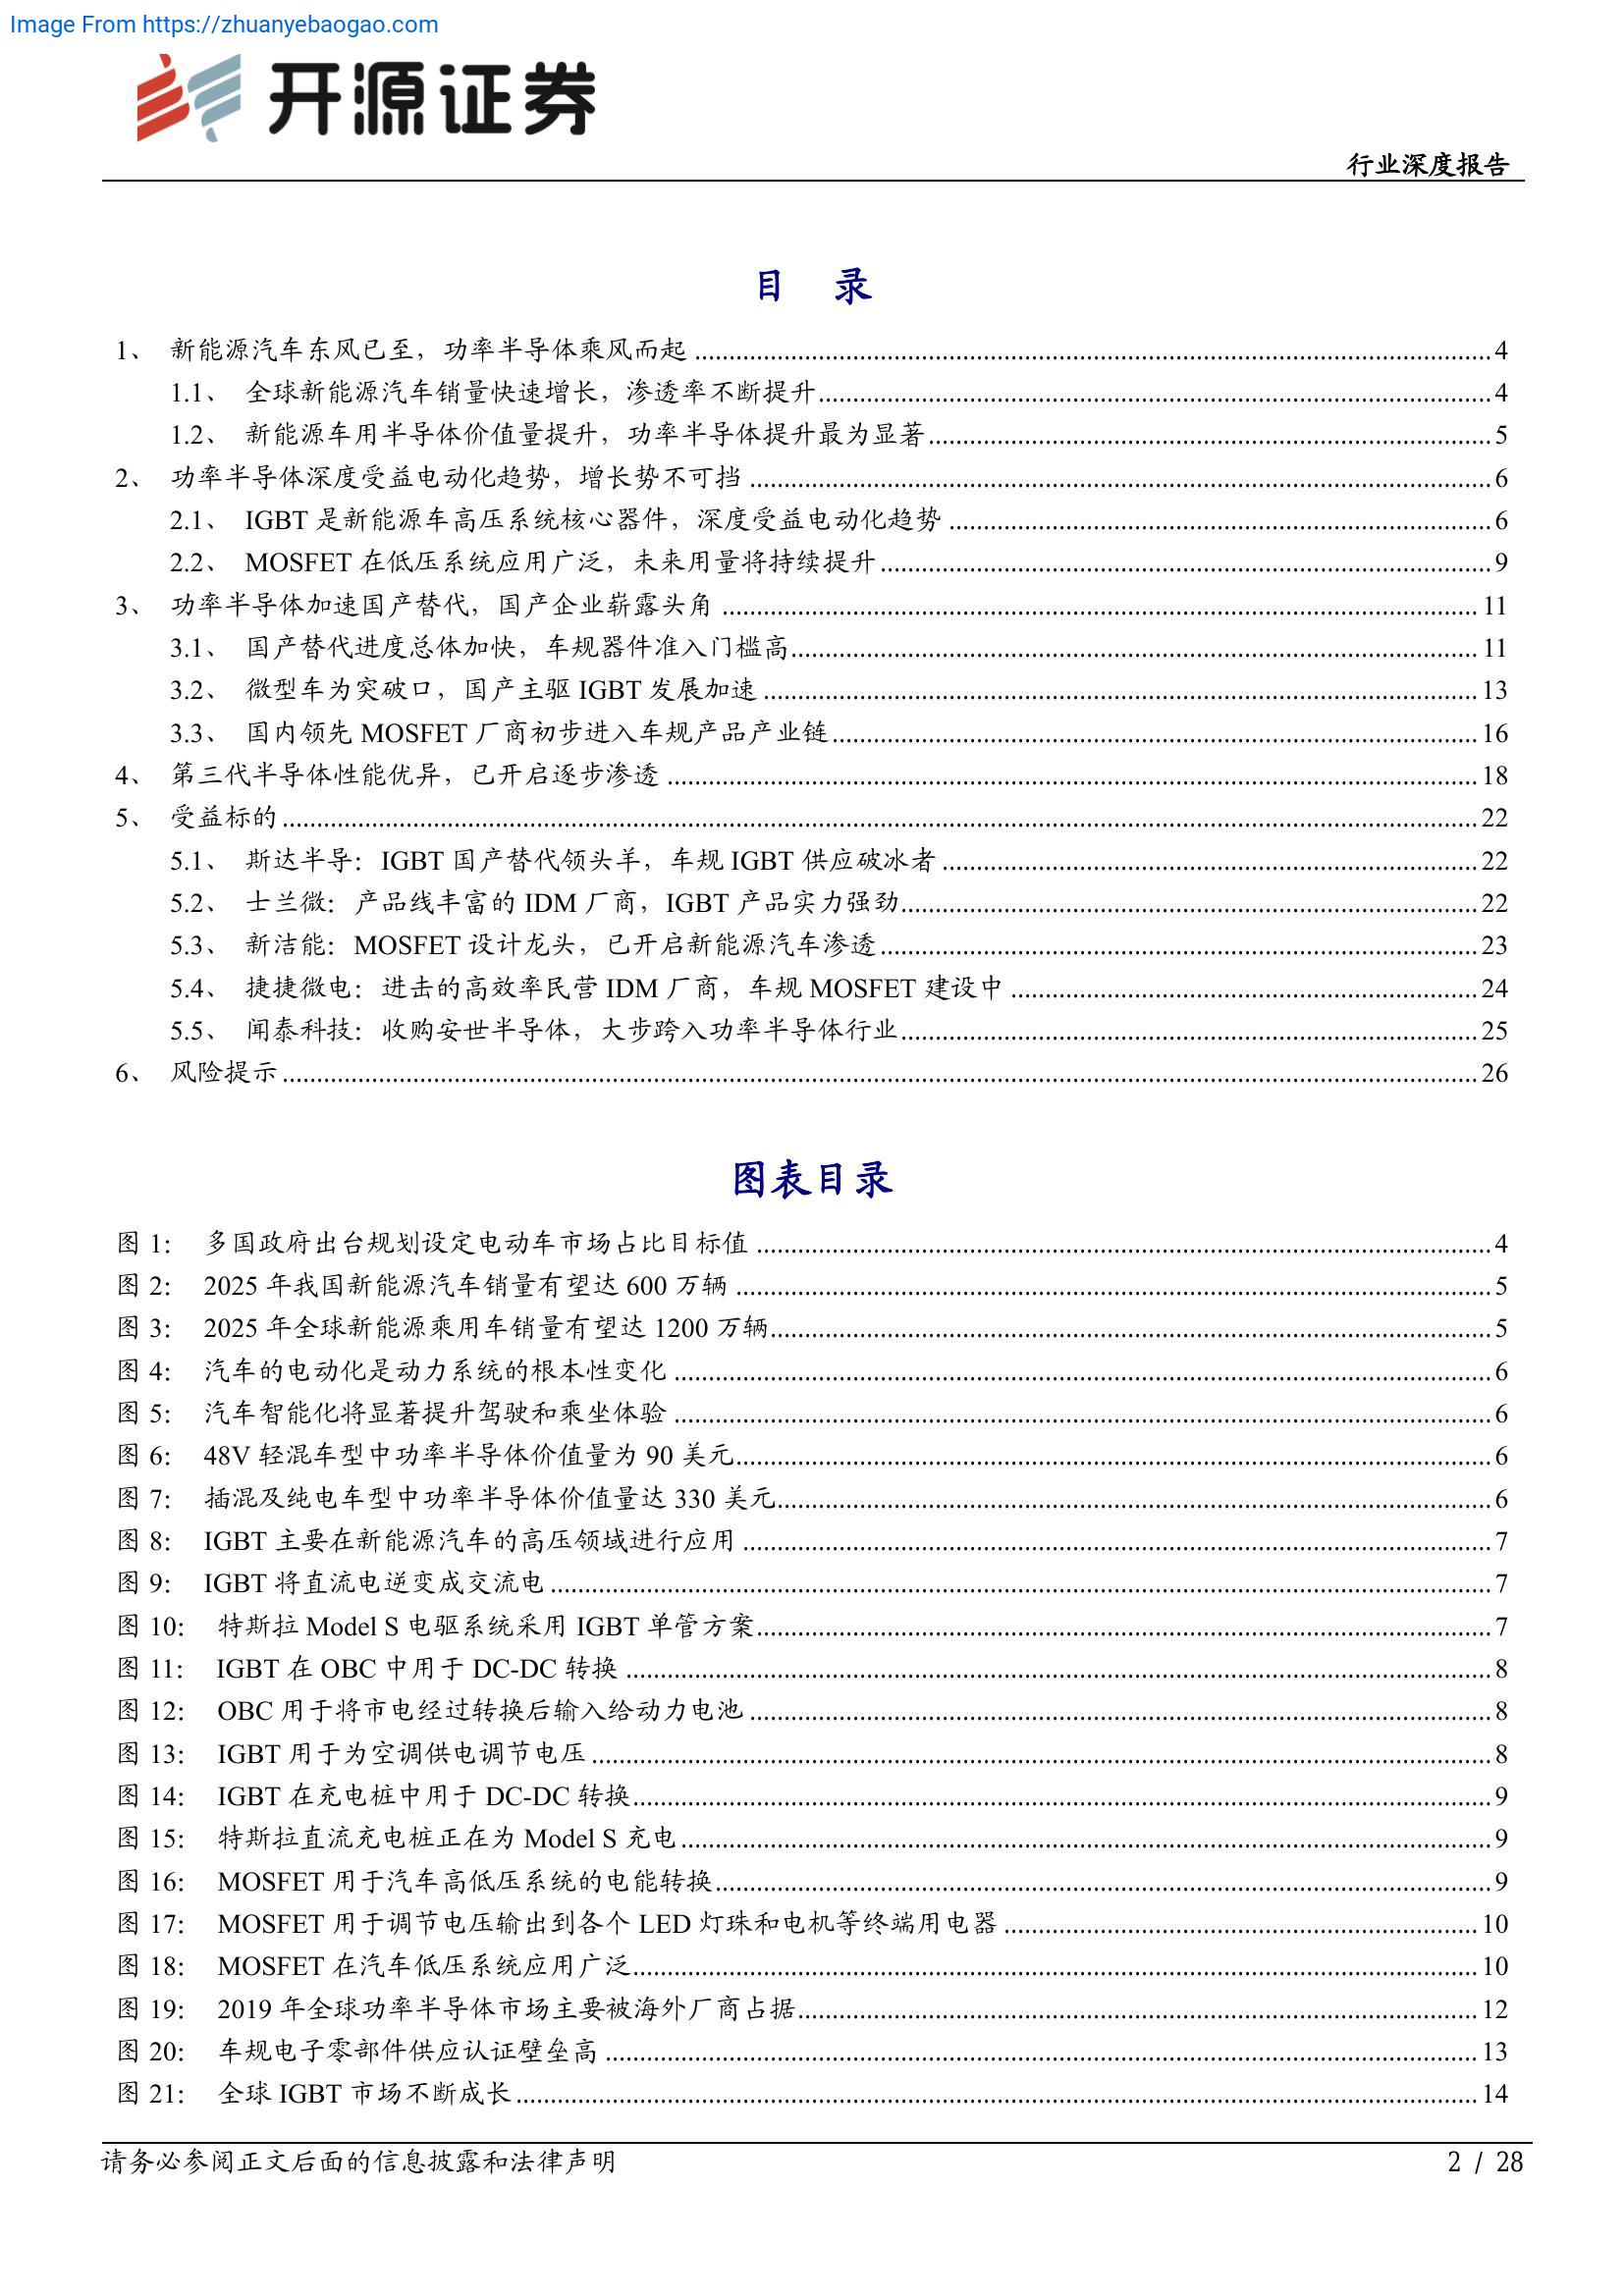 Image From https://zhuanyebaogao.com
开源证券
行业深度报告
目 录
1、 新能源汽车东风已至，功率半导体乘风而起 4
1.1、 全球新能源汽车销量快速增长，渗透率不断提升 4
1.2、 新能源车用半导体价值量提升，功率半导体提升最为显著 5
2、 功率半导体深度受益电动化趋势，增长势不可挡 6
2.1、 IGBT 是新能源车高压系统核心器件，深度受益电动化趋势 6
2.2、 MOSFET 在低压系统应用广泛，未来用量将持续提升 9
3、 功率半导体加速国产替代，国产企业崭露头角 11
3.1、 国产替代进度总体加快，车规器件准入门槛高 11
3.2、 微型车为突破口，国产主驱 IGBT 发展加速 13
3.3、 国内领先 MOSFET 厂商初步进入车规产品产业链 16
4、 第三代半导体性能优异，已开启逐步渗透 18
5、 受益标的 22
5.1、 斯达半导：IGBT 国产替代领头羊，车规 IGBT 供应破冰者 22
5.2、 士兰微：产品线丰富的 IDM 厂商，IGBT 产品实力强劲 22
5.3、 新洁能：MOSFET 设计龙头，已开启新能源汽车渗透 23
5.4、 捷捷微电：进击的高效率民营 IDM 厂商，车规 MOSFET 建设中 24
5.5、 闻泰科技：收购安世半导体，大步跨入功率半导体行业 25
6、 风险提示 26
图表目录
图 1： 多国政府出台规划设定电动车市场占比目标值 4
图 2： 2025 年我国新能源汽车销量有望达 600 万辆 5
图 3： 2025 年全球新能源乘用车销量有望达 1200 万辆 5
图 4： 汽车的电动化是动力系统的根本性变化 6
图 5： 汽车智能化将显著提升驾驶和乘坐体验 6
图 6： 48V 轻混车型中功率半导体价值量为 90 美元 6
图 7： 插混及纯电车型中功率半导体价值量达 330 美元 6
图 8： IGBT 主要在新能源汽车的高压领域进行应用 7
图 9： IGBT 将直流电逆变成交流电 7
图 10： 特斯拉 Model S 电驱系统采用 IGBT 单管方案 7
图 11： IGBT 在 OBC 中用于 DC-DC 转换 8
图 12： OBC 用于将市电经过转换后输入给动力电池 8
图 13： IGBT 用于为空调供电调节电压 8
图 14： IGBT 在充电桩中用于 DC-DC 转换 9
图 15： 特斯拉直流充电桩正在为 Model S 充电 9
图 16： MOSFET 用于汽车高低压系统的电能转换 9
图 17： MOSFET 用于调节电压输出到各个 LED 灯珠和电机等终端用电器 10
图 18： MOSFET 在汽车低压系统应用广泛 10
图 19： 2019 年全球功率半导体市场主要被海外厂商占据 12
图 20： 车规电子零部件供应认证壁垒高 13
图 21： 全球 IGBT 市场不断成长 14
请务必参阅正文后面的信息披露和法律声明 2 / 28